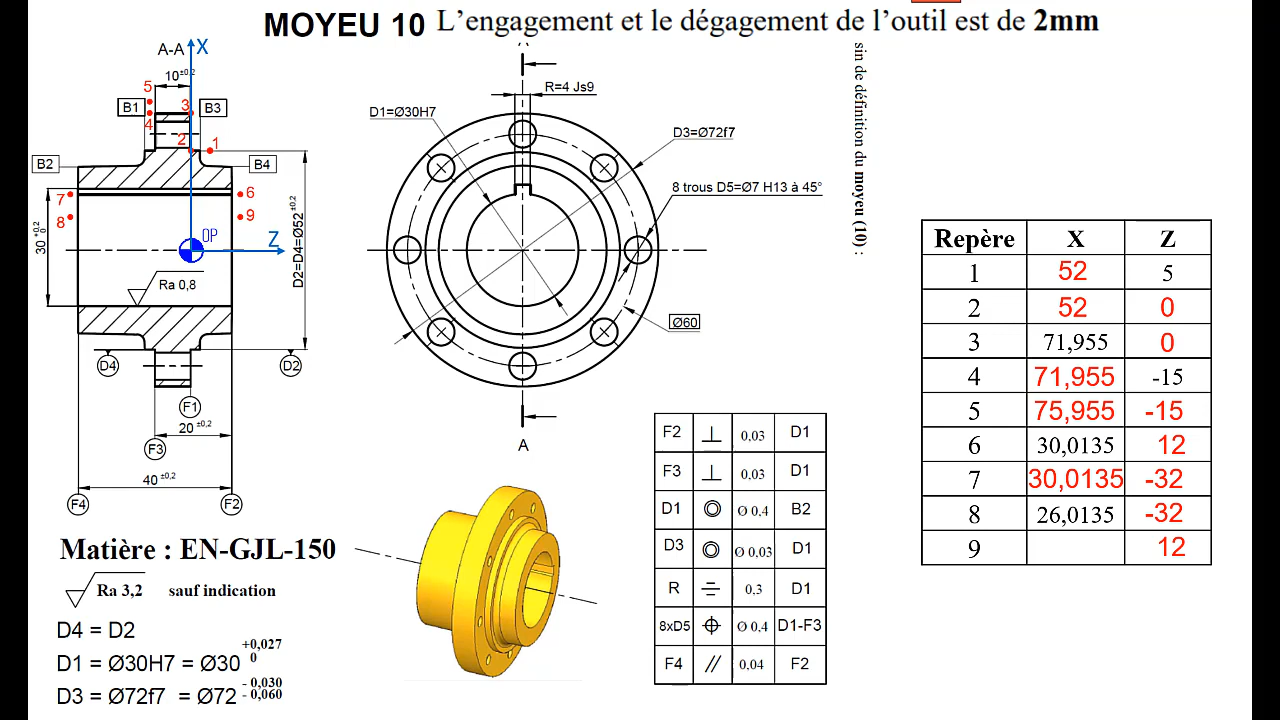 MOYEU 10 L'engagement et le dégagement de l'outil est de 2mm
A-A
X
10±0,2
5
B1
3
B3
4
2
1
B2
B4
7
6
8
9
OP
Z
30 +0,2 0
D2=D4=Ø52±0,2
Ra 0,8
D4
D2
F1
20 ±0,2
F3
40 ±0,2
F4
F2
R=4 Js9
D1=Ø30H7
D3=Ø72f7
8 trous D5=Ø7 H13 à 45°
Ø60
A
sin de définition du moyeu (10) :
Repère X Z
1 52 5
2 52 0
3 71,955 0
4 71,955 -15
5 75,955 -15
6 30,0135 12
7 30,0135 -32
8 26,0135 -32
9 12
F2 ⊥ 0,03 D1
F3 ⊥ 0,03 D1
D1 ◎ Ø 0,4 B2
D3 ◎ Ø 0,03 D1
R ⌯ 0.3 D1
8xD5 ⌖ Ø 0,4 D1-F3
F4 // 0,04 F2
Matière : EN-GJL-150
Ra 3,2 sauf indication
D4 = D2
D1 = Ø30H7 = Ø30 +0,027 0
D3 = Ø72f7 = Ø72 - 0,030 - 0,060